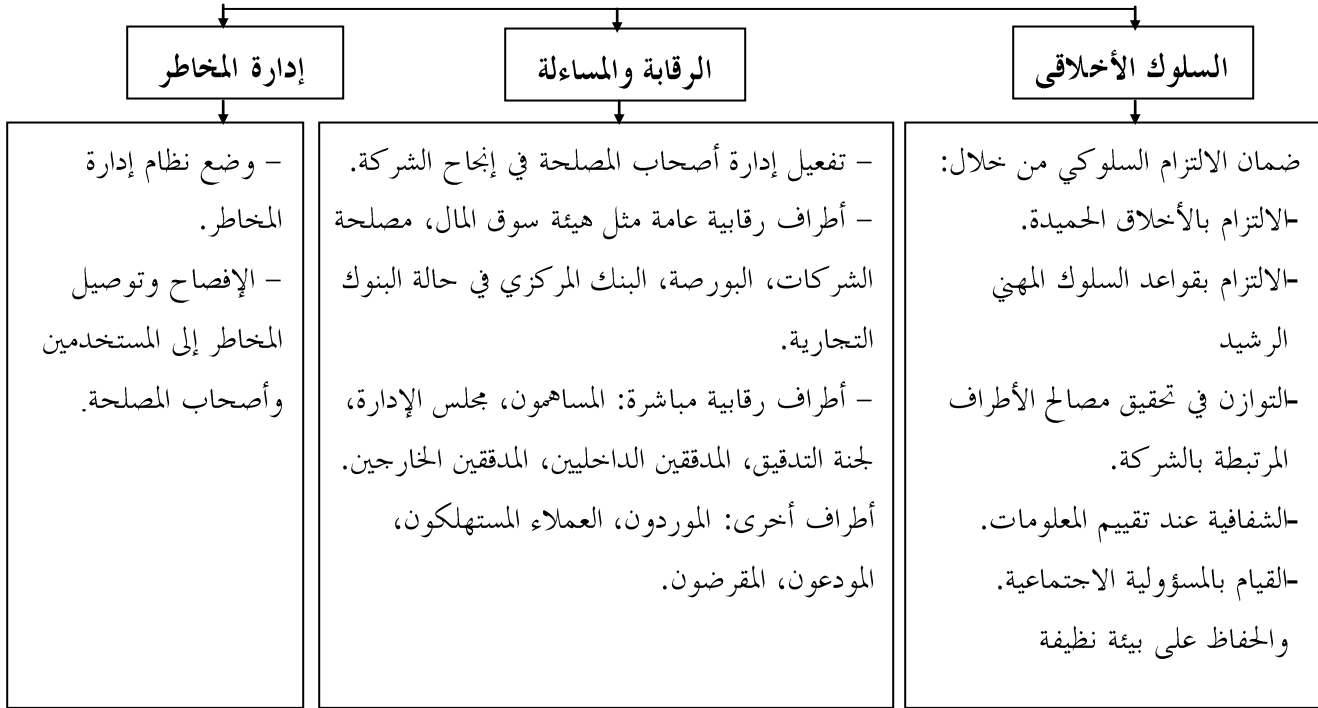 السلوك الأخلاقى
الرقابة والمساءلة
إدارة المخاطر
ضمان الالتزام السلوكي من خلال:
-الالتزام بالأخلاق الحميدة.
-الالتزام بقواعد السلوك المهني
الرشيد
-التوازن في تحقيق مصالح الأطراف
المرتبطة بالشركة.
-الشفافية عند تقييم المعلومات.
-القيام بالمسؤولية الاجتماعية.
والحفاظ على بيئة نظيفة
– تفعيل إدارة أصحاب المصلحة في إنجاح الشركة.
– أطراف رقابية عامة مثل هيئة سوق المال، مصلحة
الشركات، البورصة، البنك المركزي في حالة البنوك
التجارية.
– أطراف رقابية مباشرة: المساهمون، مجلس الإدارة،
لجنة التدقيق، المدققين الداخليين، المدققين الخارجين.
أطراف أخرى: الموردون، العملاء المستهلكون،
المودعون، المقرضون.
– وضع نظام إدارة
المخاطر.
– الإفصاح وتوصيل
المخاطر إلى المستخدمين
وأصحاب المصلحة.